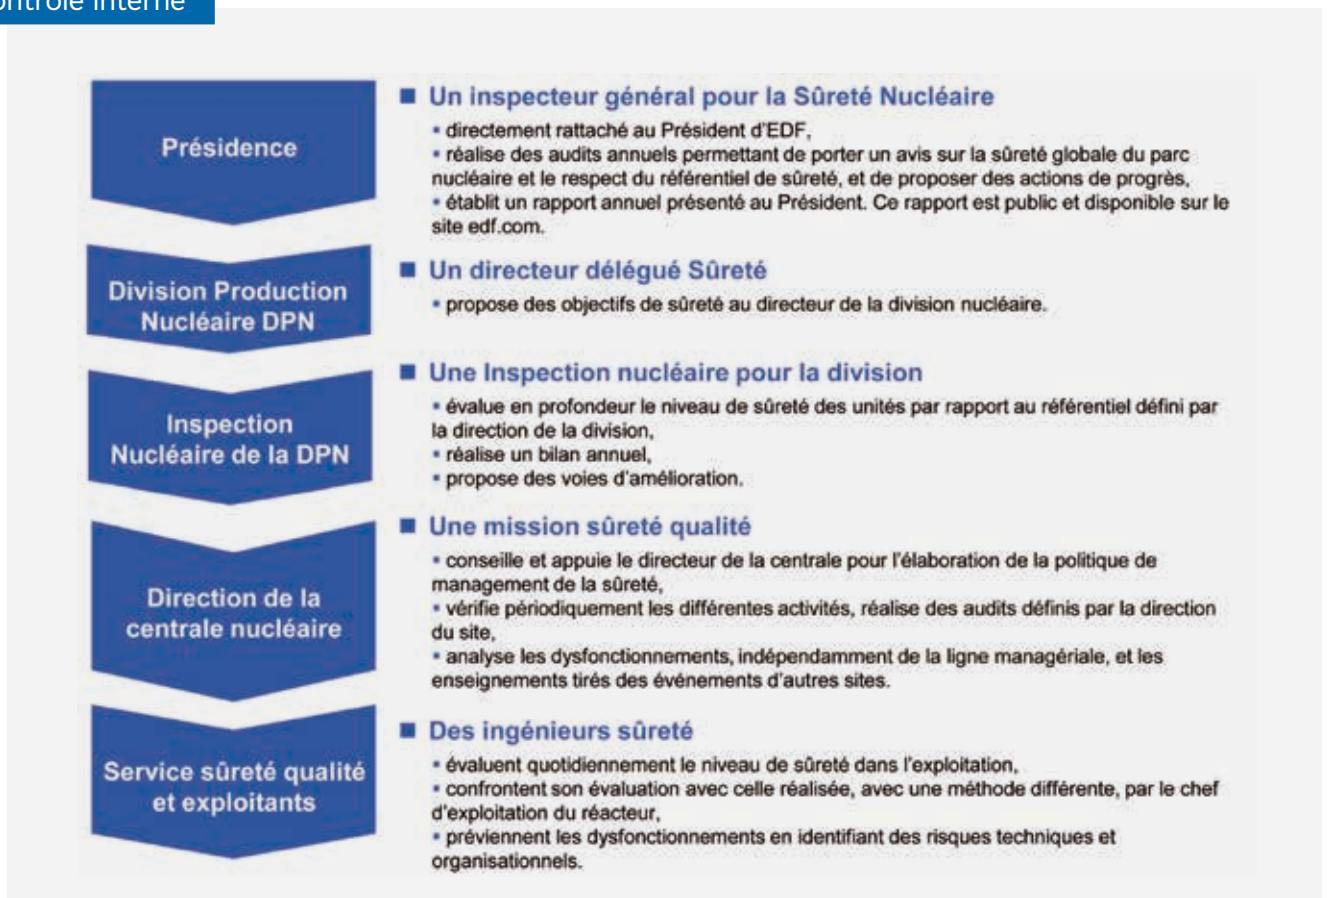 ontrôle interne
Présidence
■ Un inspecteur général pour la Sûreté Nucléaire
• directement rattaché au Président d'EDF,
• réalise des audits annuels permettant de porter un avis sur la sûreté globale du parc
nucléaire et le respect du référentiel de sûreté, et de proposer des actions de progrès,
• établit un rapport annuel présenté au Président. Ce rapport est public et disponible sur le
site edf.com.
Division Production
Nucléaire DPN
■ Un directeur délégué Sûreté
• propose des objectifs de sûreté au directeur de la division nucléaire.
Inspection
Nucléaire de la DPN
■ Une Inspection nucléaire pour la division
• évalue en profondeur le niveau de sûreté des unités par rapport au référentiel défini par
la direction de la division,
• réalise un bilan annuel,
• propose des voies d'amélioration.
Direction de la
centrale nucléaire
■ Une mission sûreté qualité
• conseille et appuie le directeur de la centrale pour l'élaboration de la politique de
management de la sûreté,
• vérifie périodiquement les différentes activités, réalise des audits définis par la direction
du site,
• analyse les dysfonctionnements, indépendamment de la ligne managériale, et les
enseignements tirés des événements d'autres sites.
Service sûreté qualité
et exploitants
■ Des ingénieurs sûreté
• évaluent quotidiennement le niveau de sûreté dans l'exploitation,
• confrontent son évaluation avec celle réalisée, avec une méthode différente, par le chef
d'exploitation du réacteur,
• préviennent les dysfonctionnements en identifiant des risques techniques et
organisationnels.